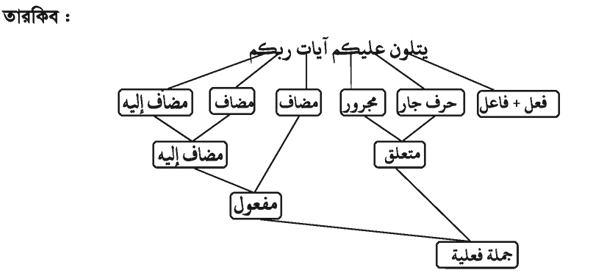 তারকিব :
يتلون عليكم آيات ربكم
فعل + فاعل حرف جار مجرور مضاف مضاف مضاف إليه
متعلق مضاف إليه
مفعول
جملة فعلية